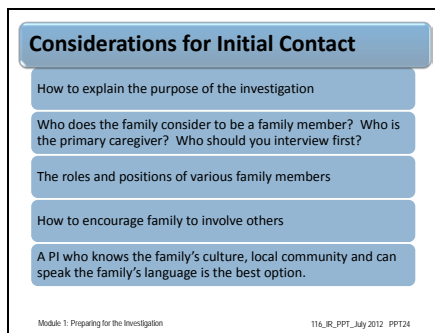 Considerations for Initial Contact
How to explain the purpose of the investigation
Who does the family consider to be a family member?  Who is
the primary caregiver?  Who should you interview first?
The roles and positions of various family members
How to encourage family to involve others
A PI who knows the family’s culture, local community and can
speak the family’s language is the best option.
Module 1: Preparing for the Investigation
116_IR_PPT_July 2012  PPT24